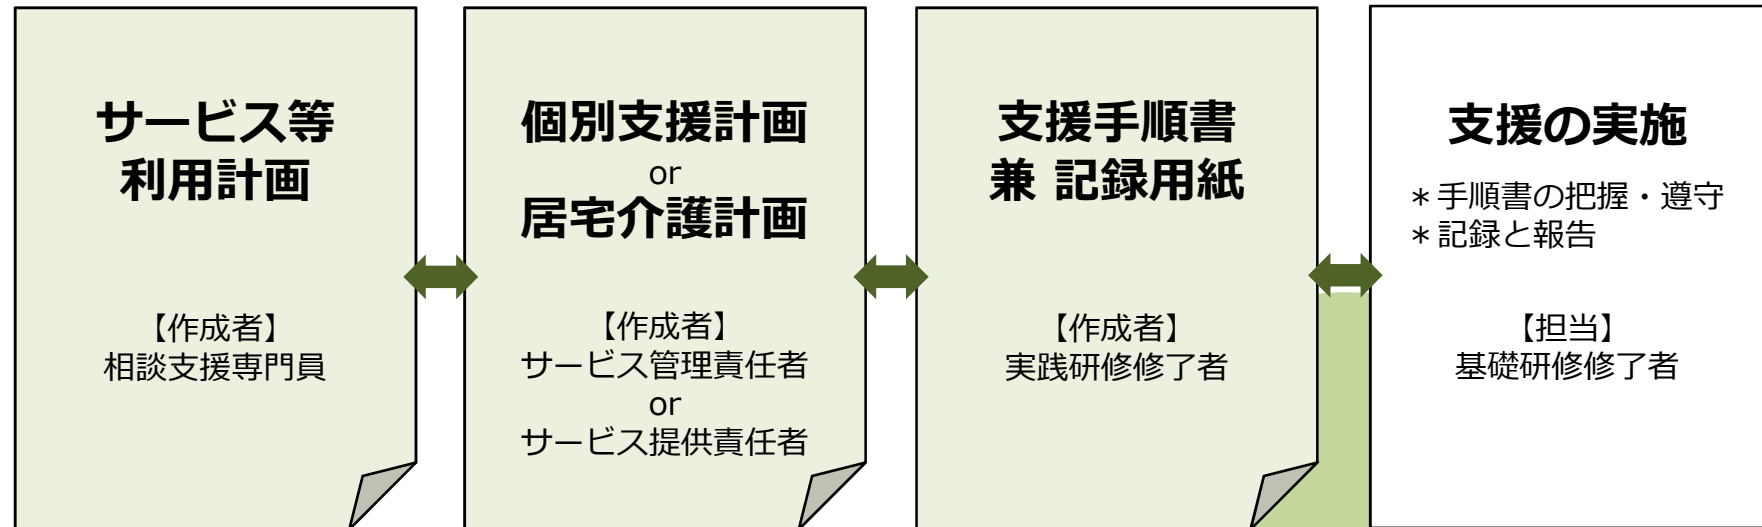 サービス等
利用計画
【作成者】
相談支援専門員
個別支援計画
or
居宅介護計画
【作成者】
サービス管理責任者
or
サービス提供責任者
支援手順書
兼 記録用紙
【作成者】
実践研修修了者
支援の実施
＊手順書の把握・遵守
＊記録と報告
【担当】
基礎研修修了者